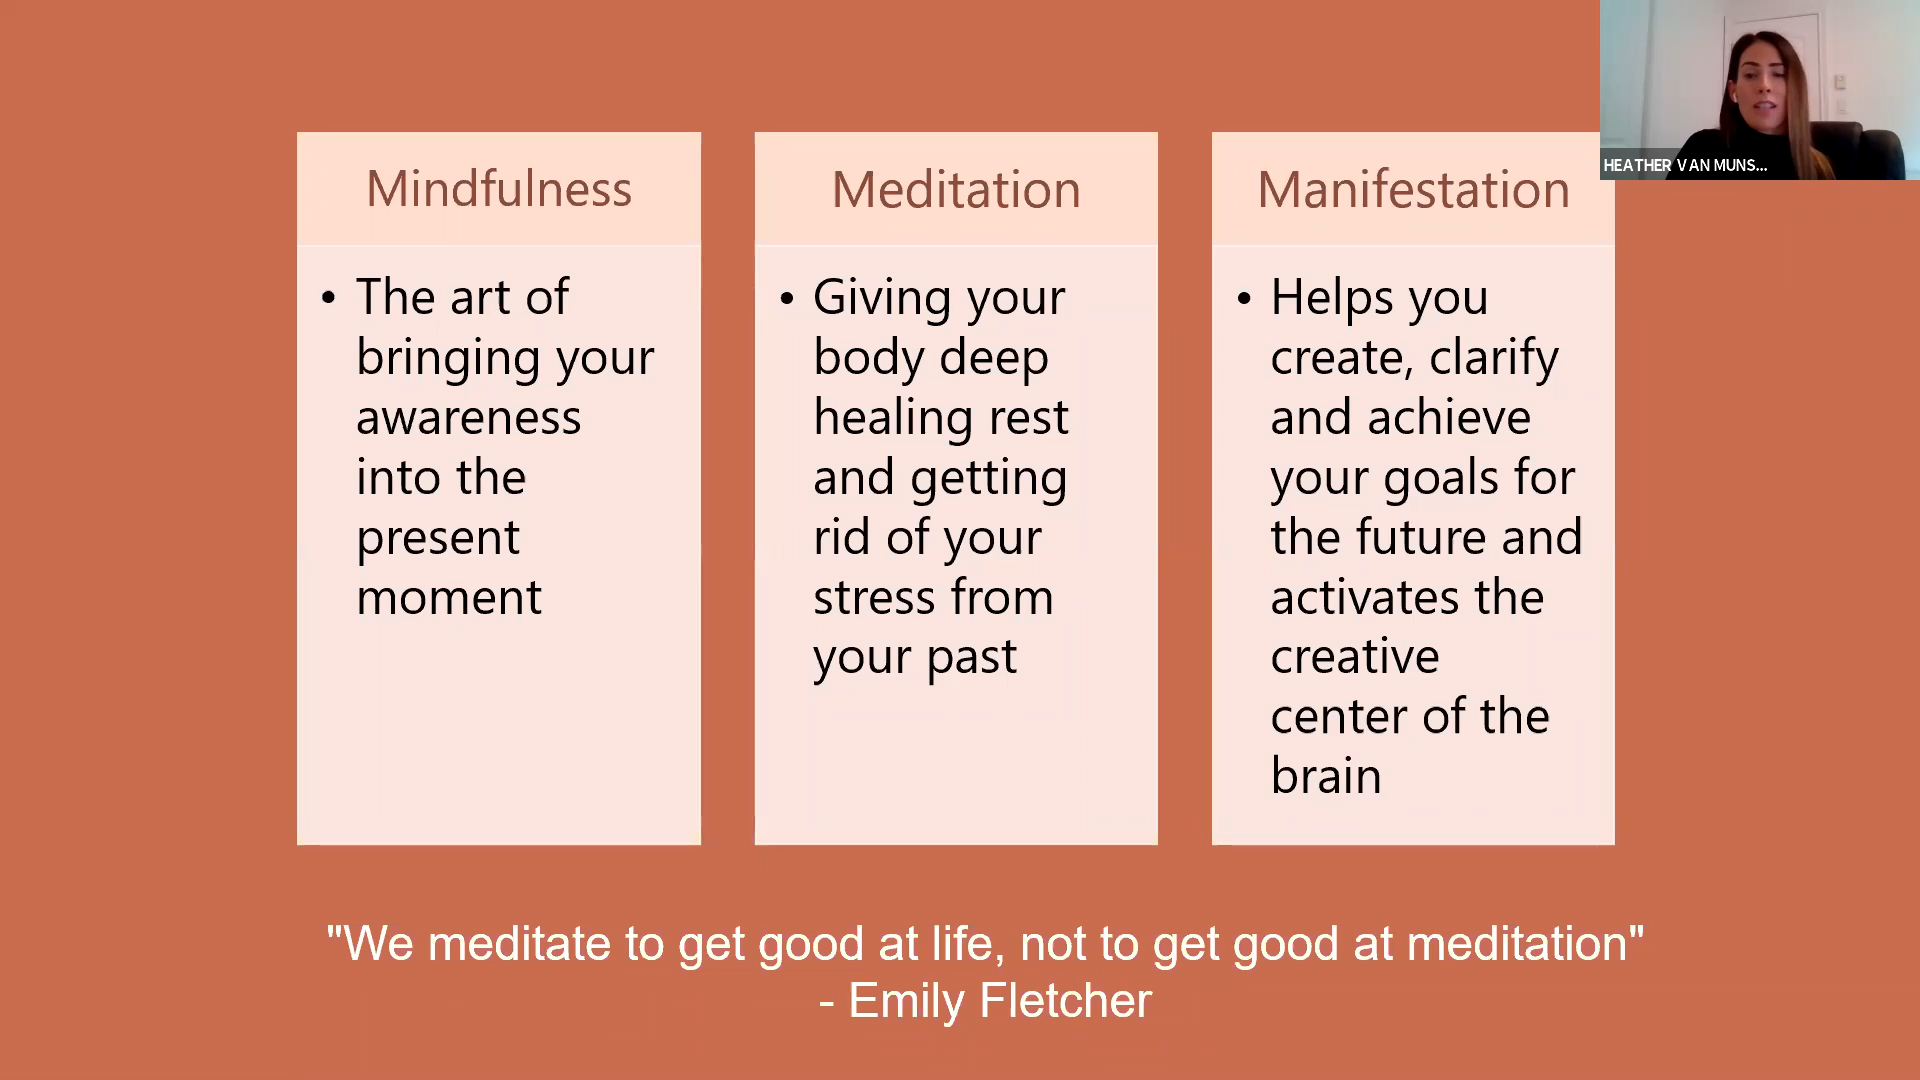 HEATHER VAN MUNS...
Mindfulness
• The art of
bringing your
awareness
into the
present
moment
Meditation
• Giving your
body deep
healing rest
and getting
rid of your
stress from
your past
Manifestation
• Helps you
create, clarify
and achieve
your goals for
the future and
activates the
creative
center of the
brain
"We meditate to get good at life, not to get good at meditation"
- Emily Fletcher